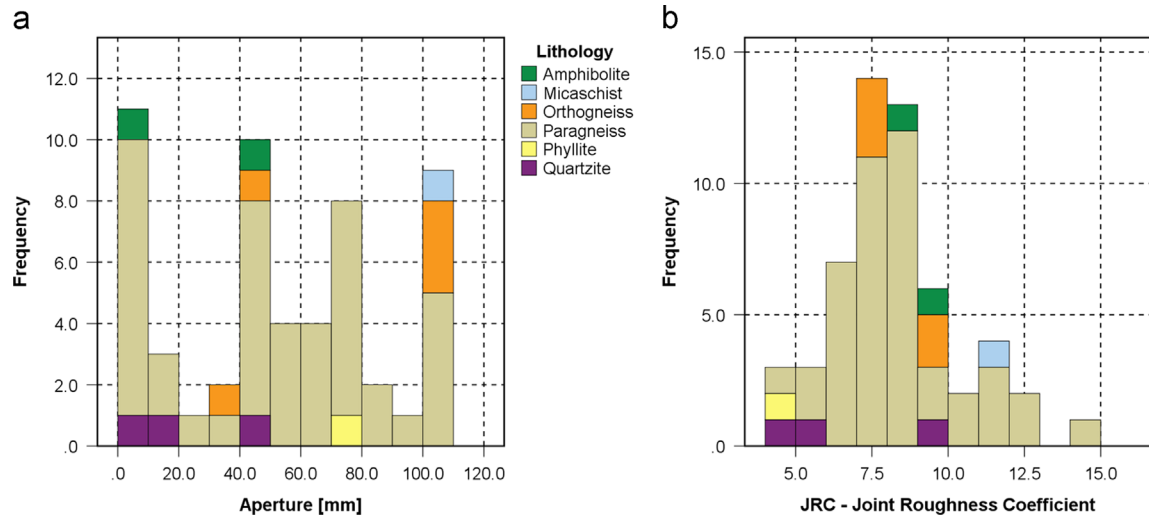 a
12.0
10.0
8.0
6.0
4.0
2.0
.0
Frequency
.0 20.0 40.0 60.0 80.0 100.0 120.0
Aperture [mm]
Lithology
Amphibolite
Micaschist
Orthogneiss
Paragneiss
Phyllite
Quartzite
b
15.0
10.0
5.0
.0
Frequency
5.0 7.5 10.0 12.5 15.0
JRC - Joint Roughness Coefficient